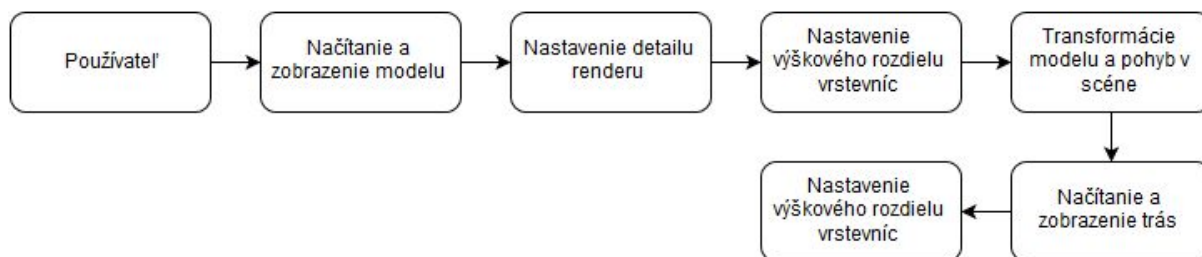 Používateľ
Načítanie a
zobrazenie modelu
Nastavenie detailu
renderu
Nastavenie
výškového rozdielu
vrstevníc
Transformácie
modelu a pohyb v
scéne
Načítanie a
zobrazenie trás
Nastavenie
výškového rozdielu
vrstevníc